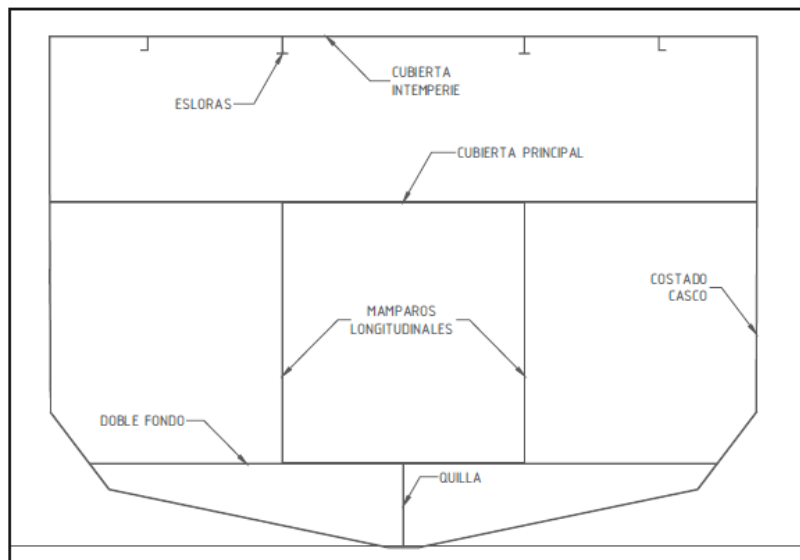 CUBIERTA
INTEMPERIE
ESLORAS
CUBIERTA PRINCIPAL
COSTADO
CASCO
MAMPAROS
LONGITUDINALES
DOBLE FONDO
QUILLA